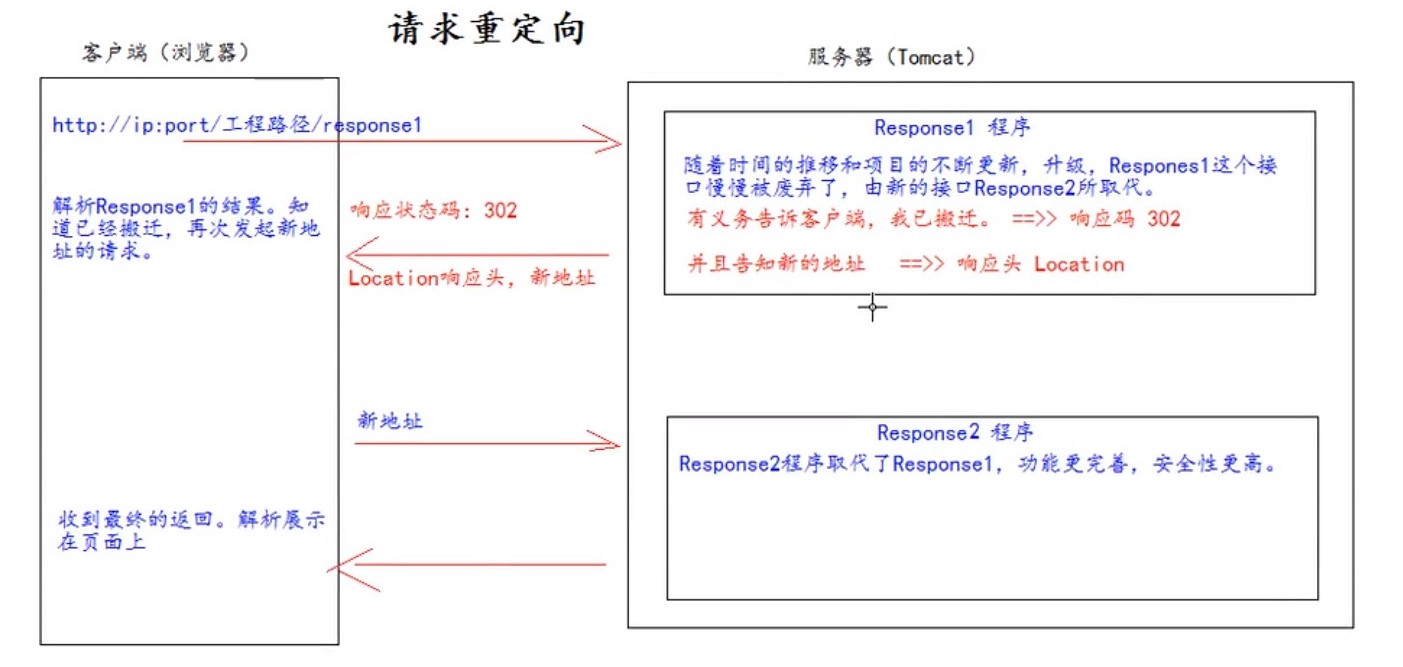 请求重定向
客户端（浏览器）
服务器（Tomcat）
http://ip:port/工程路径/response1
解析Response1的结果。知
道已经搬迁，再次发起新地
址的请求。
响应状态码：302
Location响应头，新地址
Response1 程序
随着时间的推移和项目的不断更新，升级，Respones1这个接
口慢慢被废弃了，由新的接口Response2所取代。
有义务告诉客户端，我已搬迁。 ==>> 响应码 302
并且告知新的地址 ==>> 响应头 Location
新地址
Response2 程序
Response2程序取代了Response1，功能更完善，安全性更高。
收到最终的返回。解析展示
在页面上